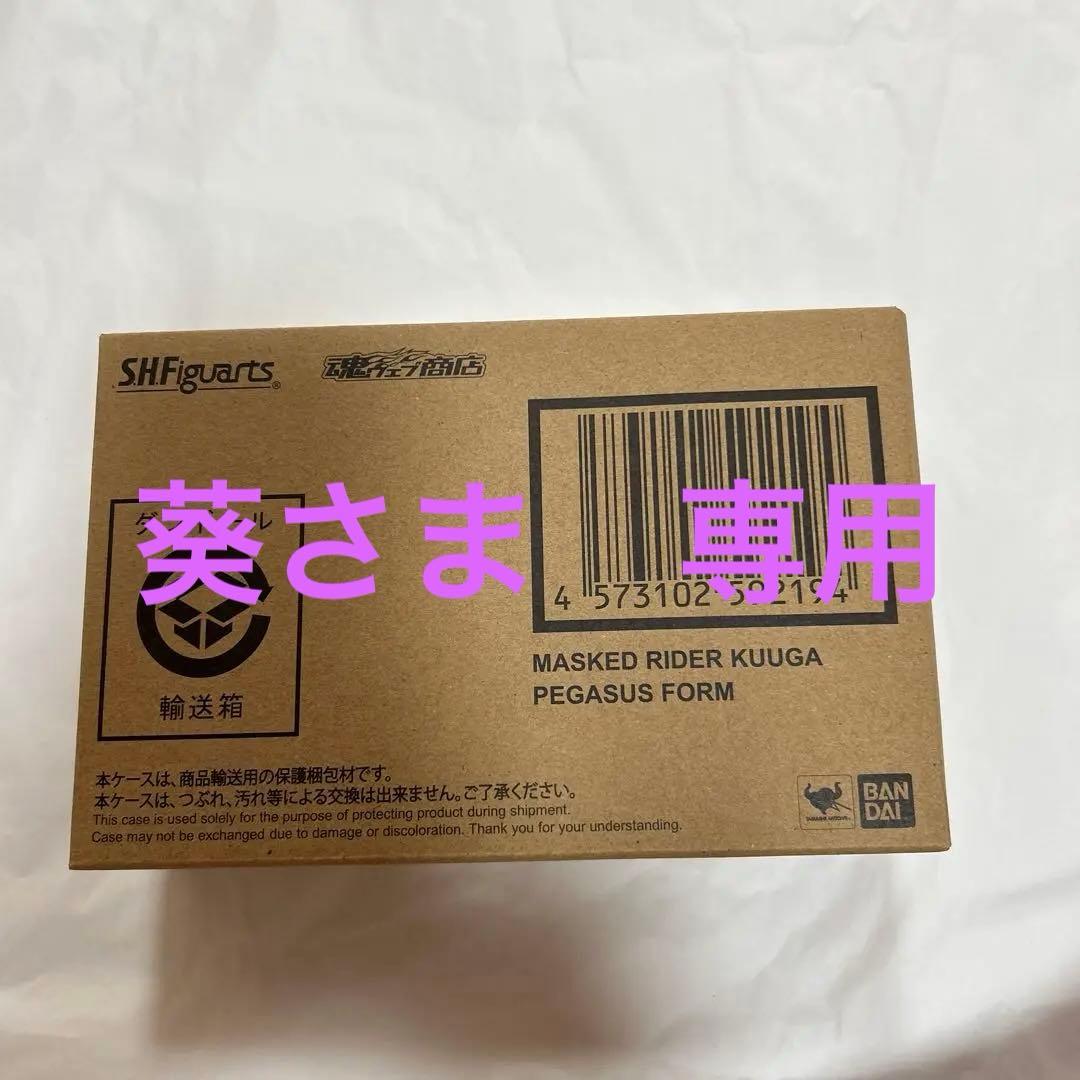 S.H.Figuarts®
魂ウェブ商店
葵さま 専用
輸送箱
MASKED RIDER KUUGA
PEGASUS FORM
本ケースは、商品輸送用の保護梱包材です。
本ケースは、つぶれ、汚れ等による交換は出来ません。ご了承ください。
This case is used solely for the purpose of protecting product during shipment.
Case may not be exchanged due to damage or discoloration. Thank you for your understanding.
TAMASHII NATIONS
BAN
DAI